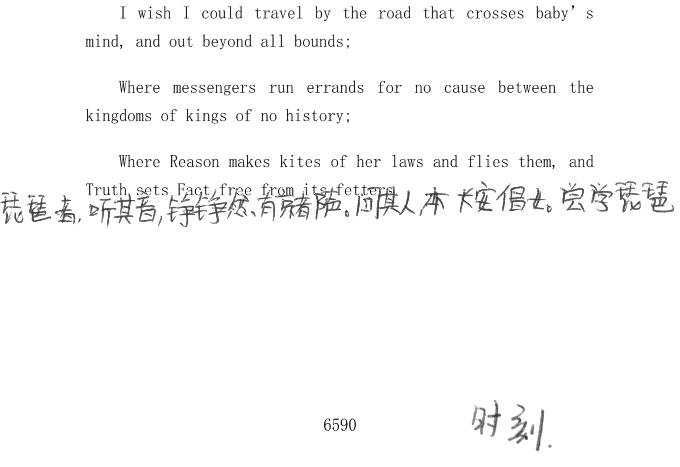 I wish I could travel by the road that crosses baby’s
mind, and out beyond all bounds;
Where messengers run errands for no cause between the
kingdoms of kings of no history;
Where Reason makes kites of her laws and flies them, and
Truth sets Fact free from its fetters.
琵琶者,听其音,铮铮然、有京都声。问其人,本长安倡女。尝学琵琶
6590
时刻.